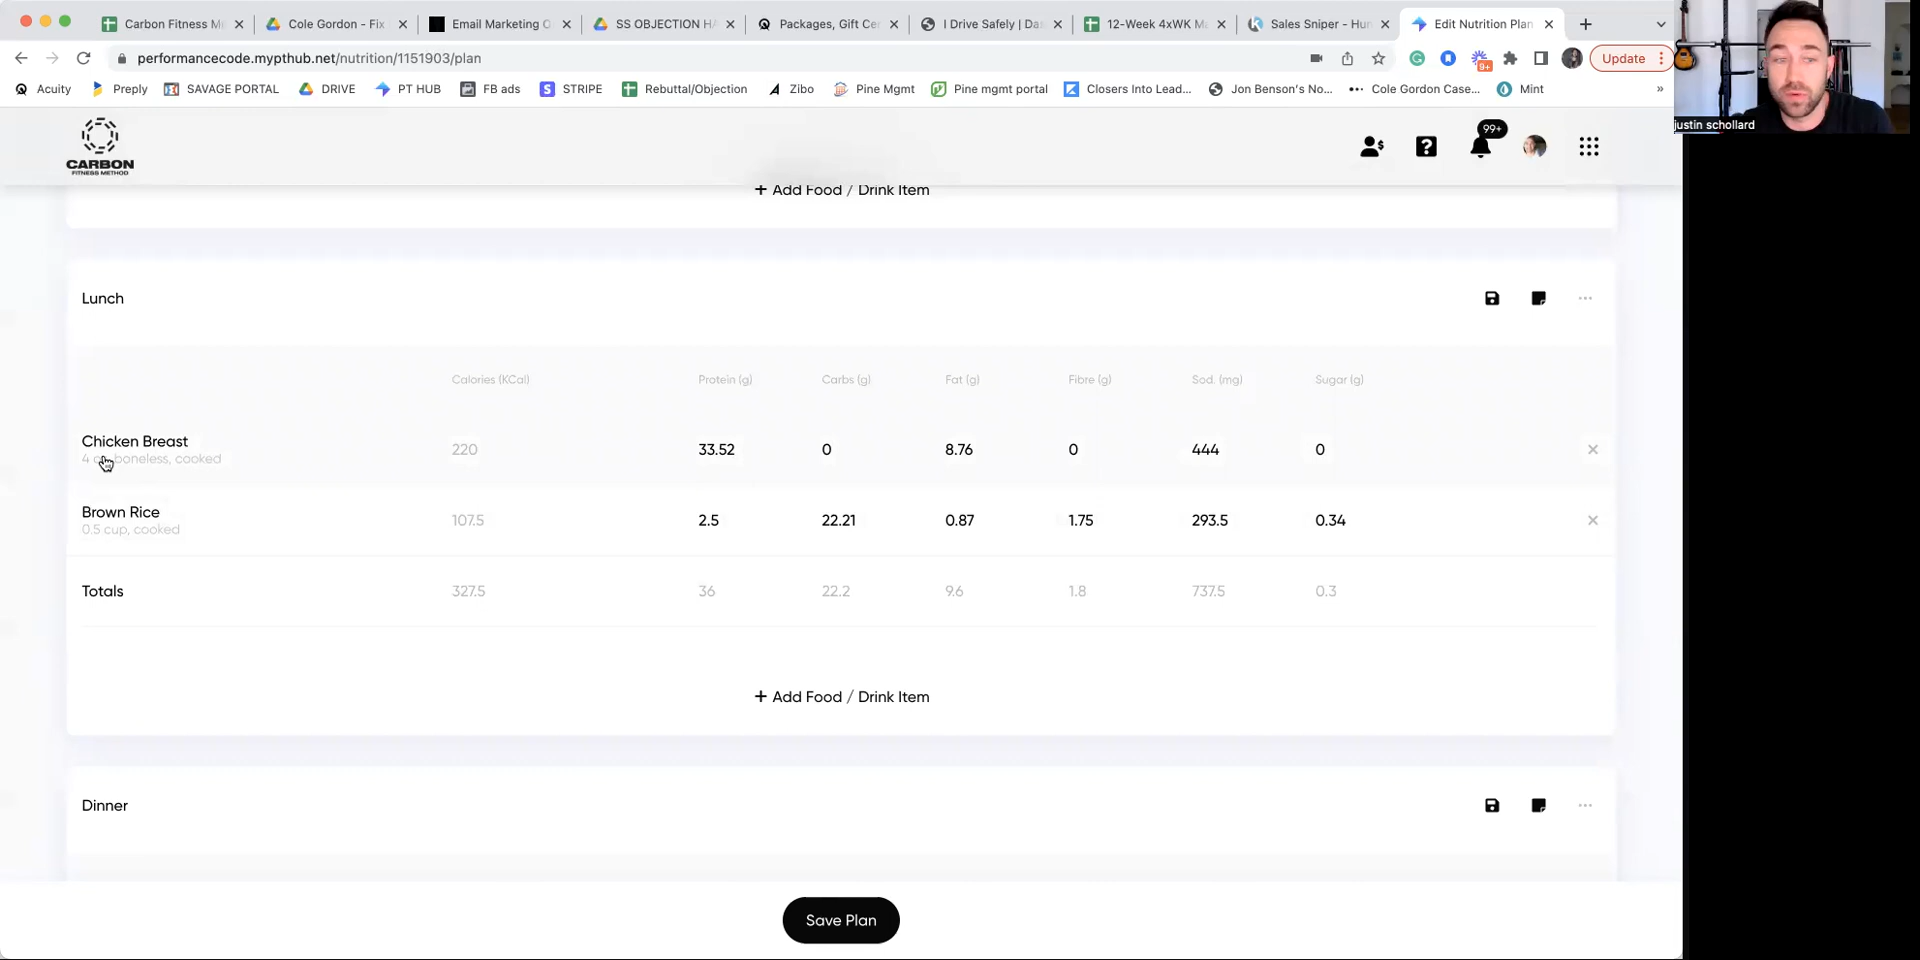 Carbon Fitness M
Cole Gordon - Fix
Email Marketing
SS OBJECTION
Packages, Gift Ce
I Drive Safely | Da
12-Week 4xWK M
Sales Sniper - Hu
Edit Nutrition Plan
performancecode.mypthub.net/nutrition/1151903/plan
9+
Update
Acuity
Preply
SAVAGE PORTAL
DRIVE
PT HUB
FB ads
STRIPE
Rebuttal/Objection
Zibo
Pine Mgmt
Pine mgmt portal
Closers Into Lead...
Jon Benson's No...
Cole Gordon Case...
Mint
»
justin schollard
CARBON
FITNESS METHOD
99+
+ Add Food / Drink Item
Lunch
Calories (KCal) Protein (g) Carbs (g) Fat (g) Fibre (g) Sod. (mg) Sugar (g)
Chicken Breast
4 boneless, cooked
220 33.52 0 8.76 0 444 0
Brown Rice
0.5 cup, cooked
107.5 2.5 22.21 0.87 1.75 293.5 0.34
Totals 327.5 36 22.2 9.6 1.8 737.5 0.3
+ Add Food / Drink Item
Dinner
Save Plan